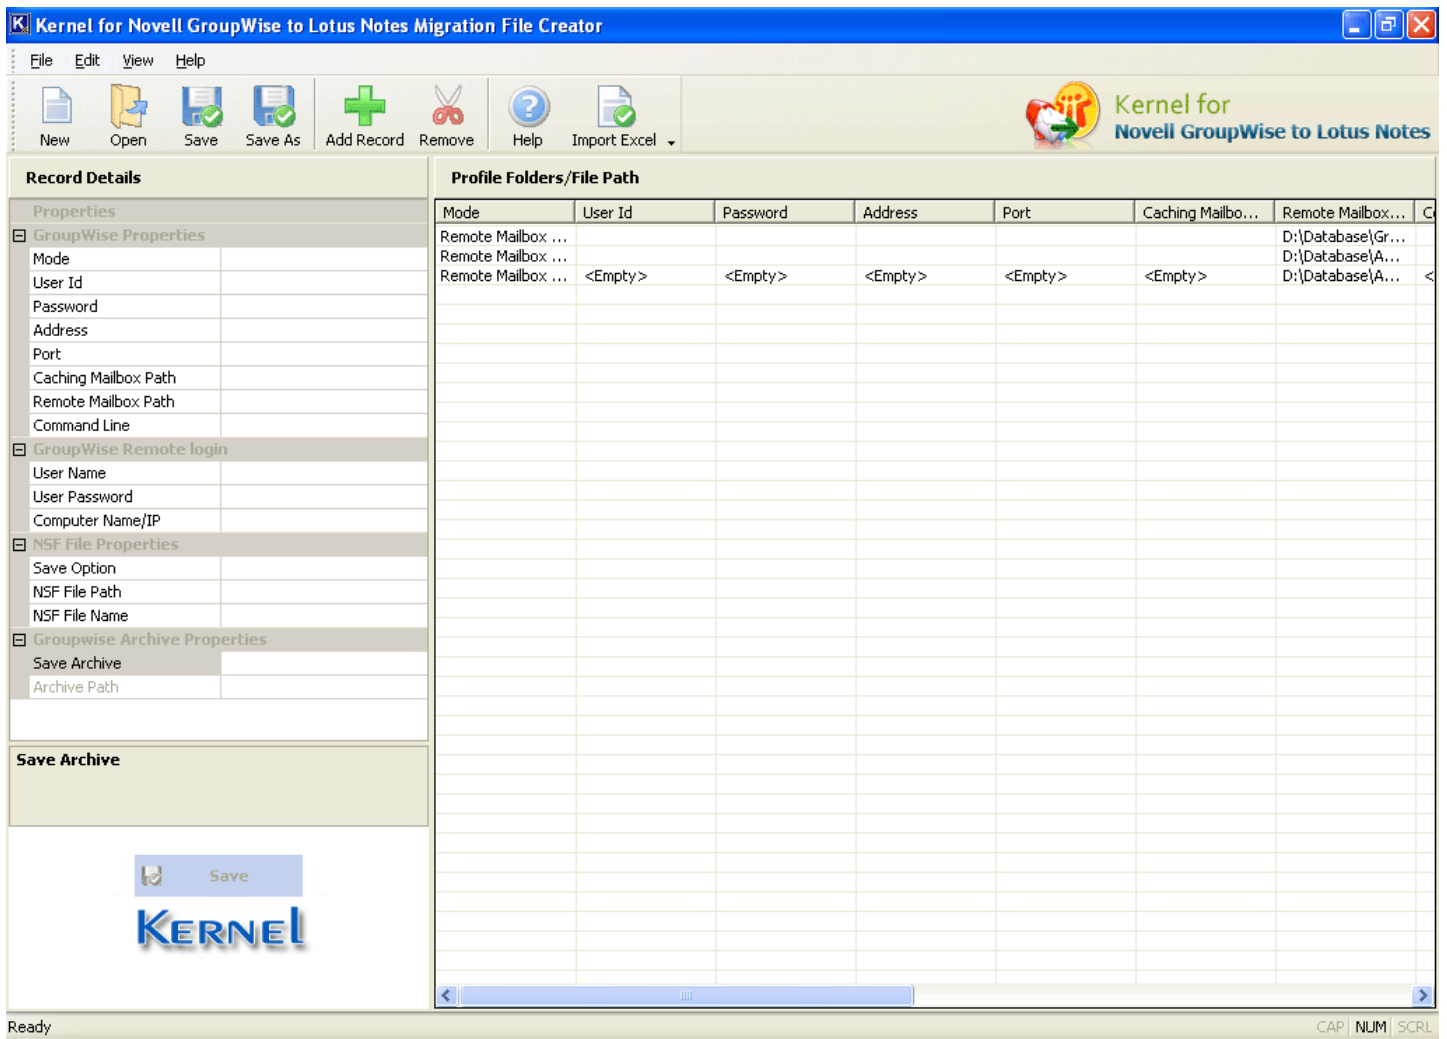 Kernel for Novell GroupWise to Lotus Notes Migration File Creator
File Edit View Help
New Open Save Save As Add Record Remove Help Import Excel
Kernel for
Novell GroupWise to Lotus Notes
Record Details
Profile Folders/File Path
Properties
GroupWise Properties
Mode
User Id
Password
Address
Port
Caching Mailbox Path
Remote Mailbox Path
Command Line
GroupWise Remote login
User Name
User Password
Computer Name/IP
NSF File Properties
Save Option
NSF File Path
NSF File Name
Groupwise Archive Properties
Save Archive
Archive Path
Save Archive
Save
KERNEL
Mode User Id Password Address Port Caching Mailbo... Remote Mailbox...
Remote Mailbox ... D:\Database\Gr...
Remote Mailbox ... D:\Database\A...
Remote Mailbox ... <Empty> <Empty> <Empty> <Empty> <Empty> D:\Database\A... <
Ready
CAP NUM SCRL